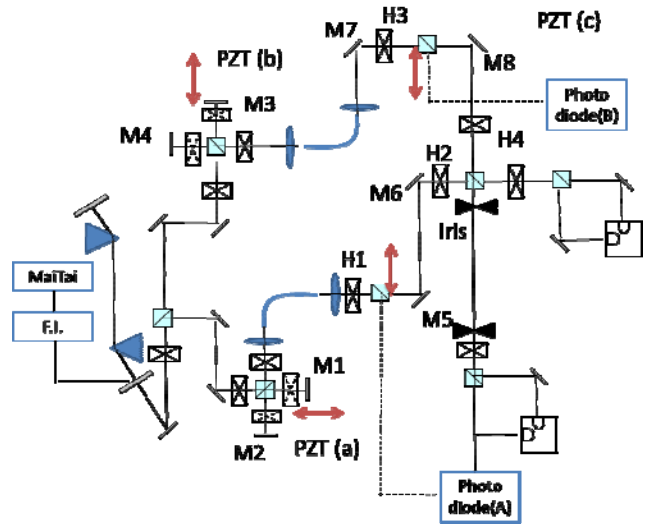 M7
H3
PZT (c)
PZT (b)
M8
M3
Photo
diode(B)
M4
H2
H4
M6
Iris
H1
MaiTai
F.I.
M5
M1
M2
PZT (a)
Photo
diode(A)